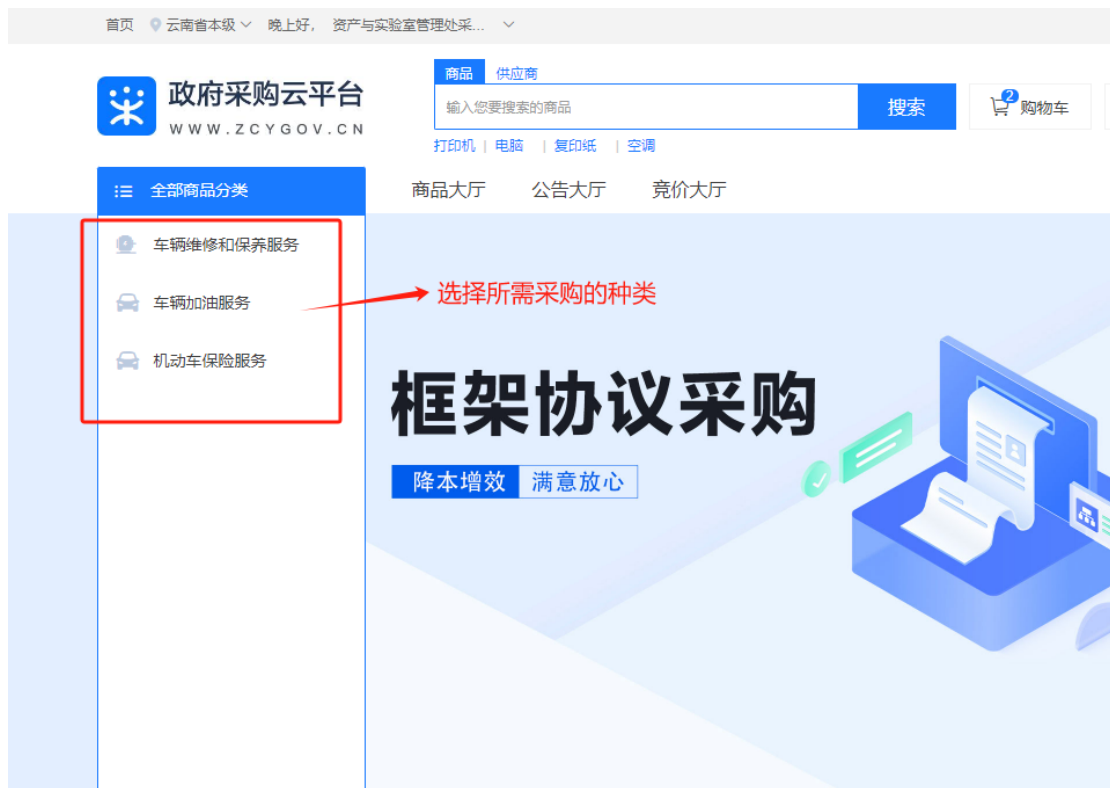 首页 云南省本级 晚上好, 资产与实验室管理处采...
商品 供应商
政府采购云平台
WWW.ZCYGOV.CN
输入您要搜索的商品 搜索
2 购物车
打印机 | 电脑 | 复印纸 | 空调
全部商品分类 商品大厅 公告大厅 竞价大厅
车辆维修和保养服务
车辆加油服务
机动车保险服务
选择所需采购的种类
框架协议采购
降本增效 满意放心